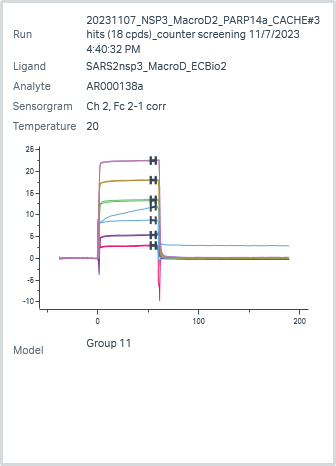 Run
20231107_NSP3_MacroD2_PARP14a_CACHE#3
hits (18 cpds)_counter screening 11/7/2023
4:40:32 PM
Ligand SARS2nsp3_MacroD_ECBio2
Analyte AR000138a
Sensorgram Ch 2, Fc 2-1 corr
Temperature 20
25
20
15
10
5
0
-5
-10
0 100 200
Model Group 11